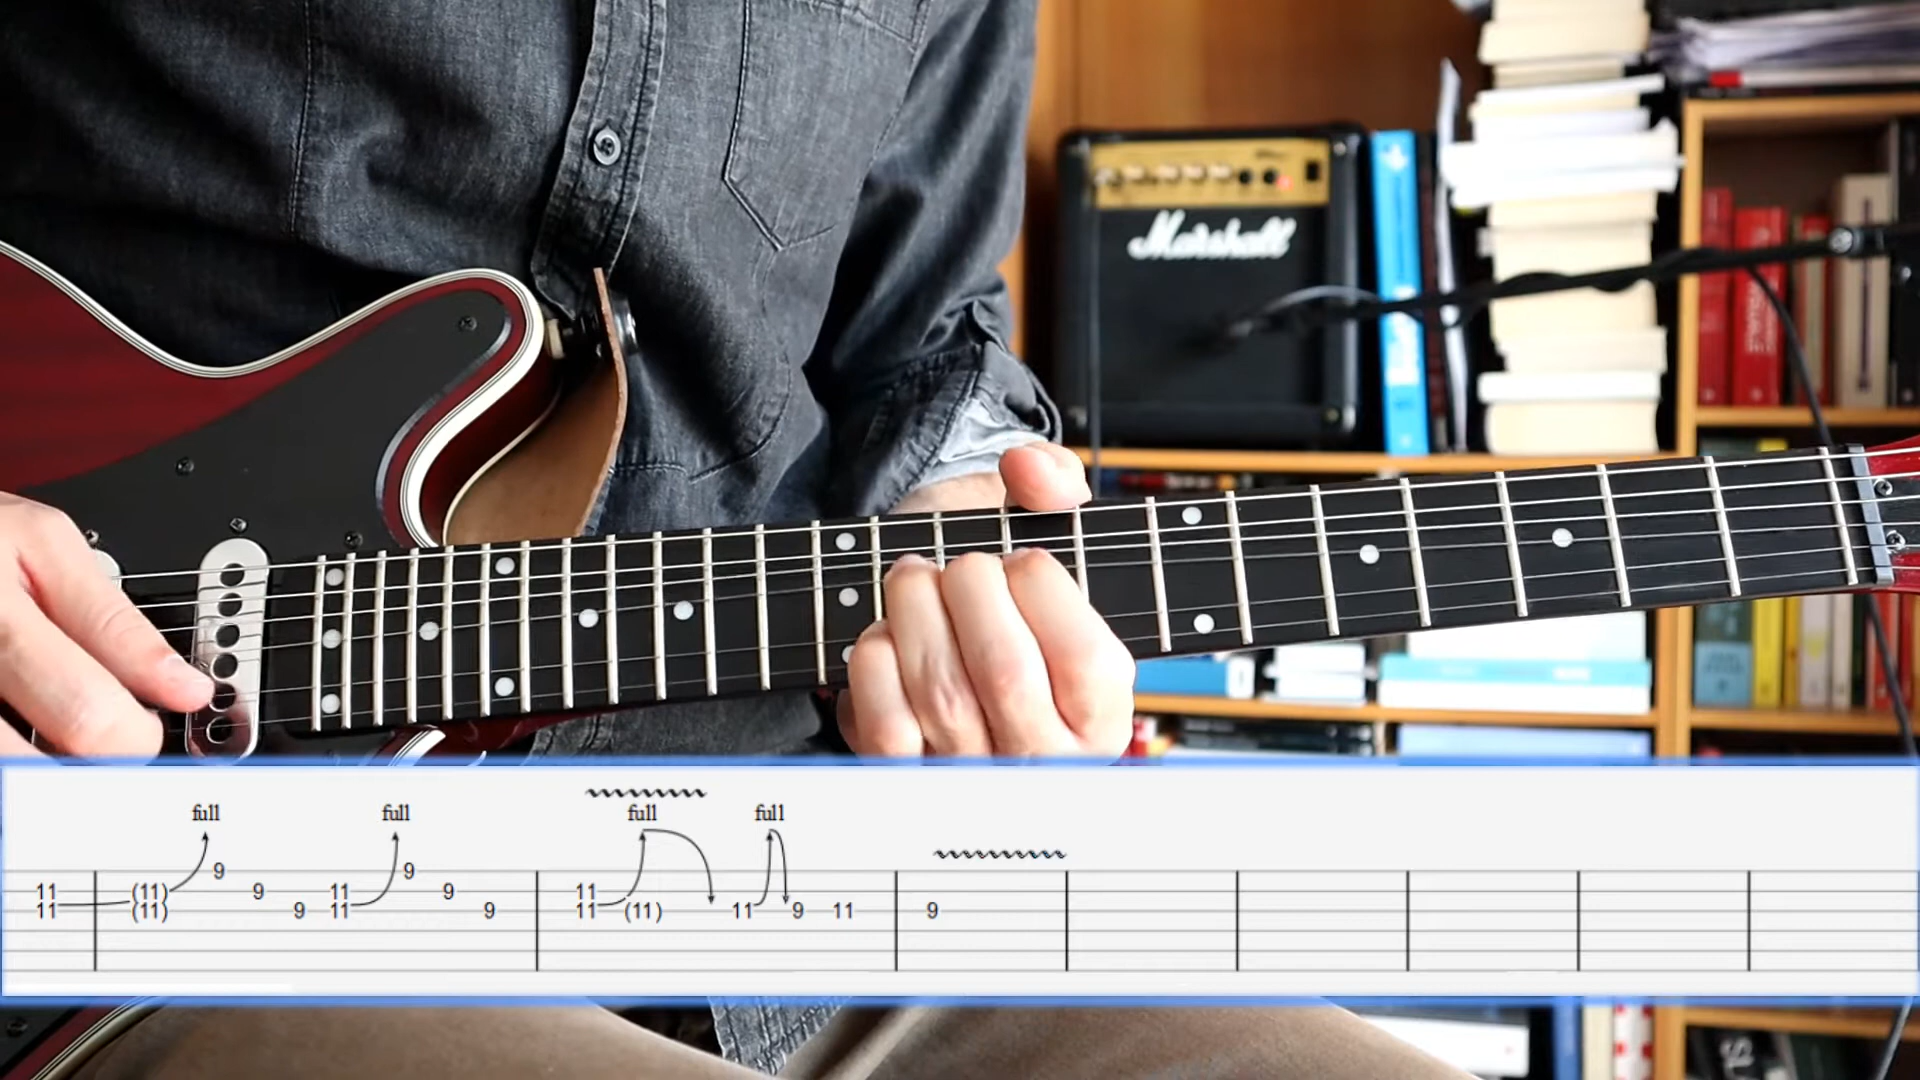 Marshall
full full full full
9 9
11 (11) 9 11 9 11
11 (11) 9 11 9 11 (11) 11 9 11 9